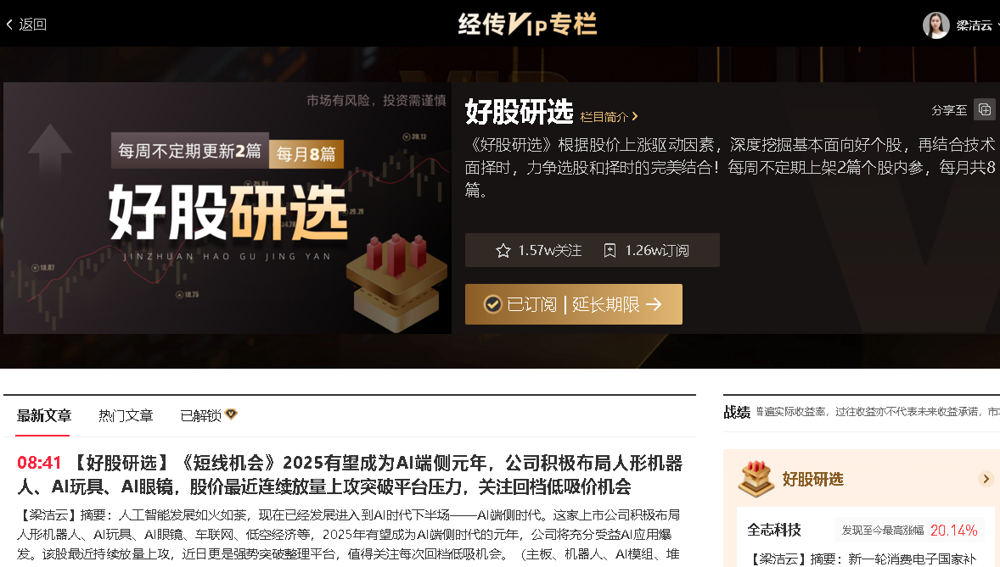 返回
经传VIP专栏
梁洁云
市场有风险，投资需谨慎
每周不定期更新2篇 每月8篇
好股研选
JINZHUAN HAO GU JING YAN
20.12
25.81
29.79
18.87
18.75
好股研选 栏目简介
分享至
《好股研选》根据股价上涨驱动因素，深度挖掘基本面向好个股，再结合技术
面择时，力争选股和择时的完美结合！每周不定期上架2篇个股内参，每月共8
篇。
1.57w关注 1.26w订阅
已订阅 | 延长期限
最新文章 热门文章 已解锁
08:41 【好股研选】《短线机会》2025有望成为AI端侧元年，公司积极布局人形机器
人、AI玩具、AI眼镜，股价最近连续放量上攻突破平台压力，关注回档低吸价机会
【梁洁云】摘要：人工智能发展如火如荼，现在已经发展进入到AI时代下半场——AI端侧时代。这家上市公司积极布局
人形机器人、AI玩具、AI眼镜、车联网、低空经济等，2025年有望成为AI端侧时代的元年，公司将充分受益AI应用爆
发。该股最近持续放量上攻，近日更是强势突破整理平台，值得关注每次回档低吸机会。（主板、机器人、AI模组、堆
战绩 普遍实际收益率，过往收益亦不代表未来收益承诺，市
好股研选
全志科技 发现至今最高涨幅 20.14%
【梁洁云】摘要：新一轮消费电子国家补